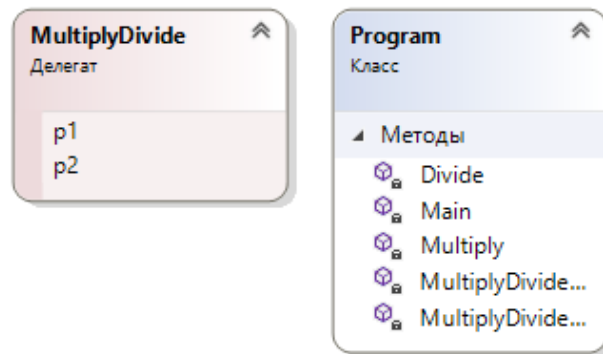 MultiplyDivide
Делегат
p1
p2
Program
Класс
Методы
Divide
Main
Multiply
MultiplyDivide...
MultiplyDivide...